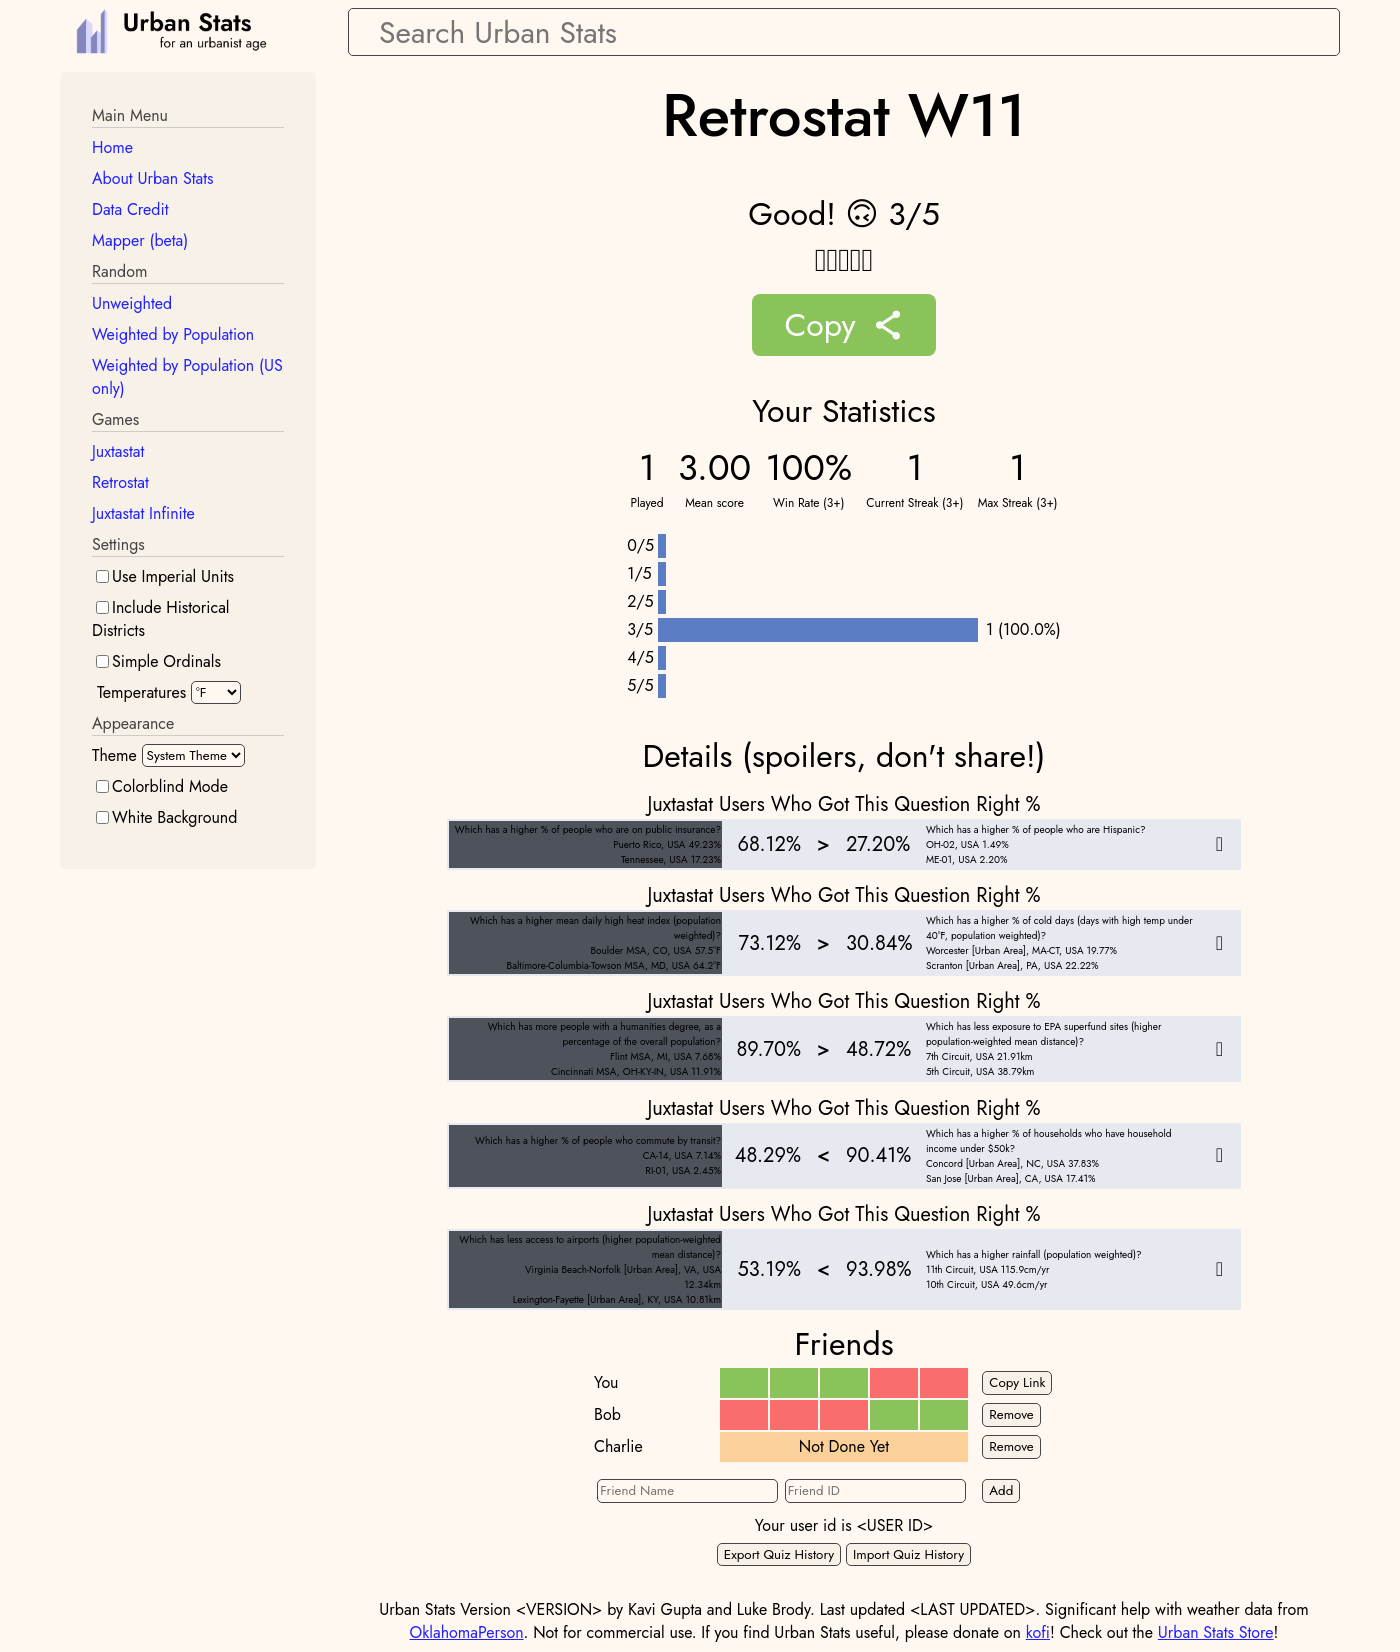 Urban Stats
for an urbanist age
Search Urban Stats
Main Menu
Home
About Urban Stats
Data Credit
Mapper (beta)
Random
Unweighted
Weighted by Population
Weighted by Population (US
only)
Games
Juxtastat
Retrostat
Juxtastat Infinite
Settings
Use Imperial Units
Include Historical
Districts
Simple Ordinals
Temperatures °F
Appearance
Theme System Theme
Colorblind Mode
White Background
Retrostat W11
Good! 🙃 3/5
Copy
Your Statistics
1 3.00 100% 1 1
Played Mean score Win Rate (3+) Current Streak (3+) Max Streak (3+)
0/5
1/5
2/5
3/5 1 (100.0%)
4/5
5/5
Details (spoilers, don't share!)
Juxtastat Users Who Got This Question Right %
Which has a higher % of people who are on public insurance?
Puerto Rico, USA 49.23%
Tennessee, USA 17.23%
68.12% > 27.20%
Which has a higher % of people who are Hispanic?
OH-02, USA 1.49%
ME-01, USA 2.20%
Juxtastat Users Who Got This Question Right %
Which has a higher mean daily high heat index (population
weighted)?
Boulder MSA, CO, USA 57.5°F
Baltimore-Columbia-Towson MSA, MD, USA 64.2°F
73.12% > 30.84%
Which has a higher % of cold days (days with high temp under
40°F, population weighted)?
Worcester [Urban Area], MA-CT, USA 19.77%
Scranton [Urban Area], PA, USA 22.22%
Juxtastat Users Who Got This Question Right %
Which has more people with a humanities degree, as a
percentage of the overall population?
Flint MSA, MI, USA 7.68%
Cincinnati MSA, OH-KY-IN, USA 11.91%
89.70% > 48.72%
Which has less exposure to EPA superfund sites (higher
population-weighted mean distance)?
7th Circuit, USA 21.91km
5th Circuit, USA 38.79km
Juxtastat Users Who Got This Question Right %
Which has a higher % of people who commute by transit?
CA-14, USA 7.14%
RI-01, USA 2.45%
48.29% < 90.41%
Which has a higher % of households who have household
income under $50k?
Concord [Urban Area], NC, USA 37.83%
San Jose [Urban Area], CA, USA 17.41%
Juxtastat Users Who Got This Question Right %
Which has less access to airports (higher population-weighted
mean distance)?
Virginia Beach-Norfolk [Urban Area], VA, USA
12.34km
Lexington-Fayette [Urban Area], KY, USA 10.81km
53.19% < 93.98%
Which has a higher rainfall (population weighted)?
11th Circuit, USA 115.9cm/yr
10th Circuit, USA 49.6cm/yr
Friends
You Copy Link
Bob Remove
Charlie Not Done Yet Remove
Friend Name Friend ID Add
Your user id is <USER ID>
Export Quiz History Import Quiz History
Urban Stats Version <VERSION> by Kavi Gupta and Luke Brody. Last updated <LAST UPDATED>. Significant help with weather data from
OklahomaPerson. Not for commercial use. If you find Urban Stats useful, please donate on kofi! Check out the Urban Stats Store!